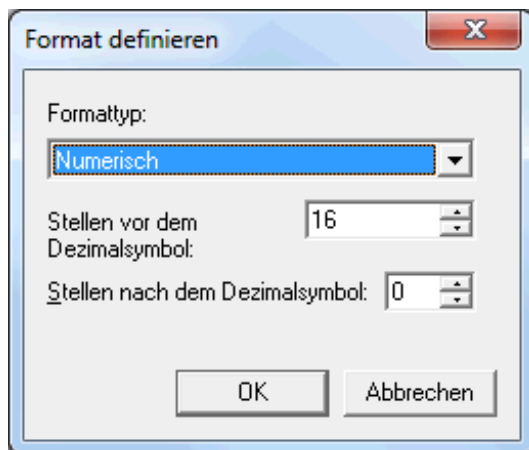 Format definieren
Formattyp:
Numerisch
Stellen vor dem
Dezimalsymbol:
16
Stellen nach dem Dezimalsymbol:
0
OK
Abbrechen